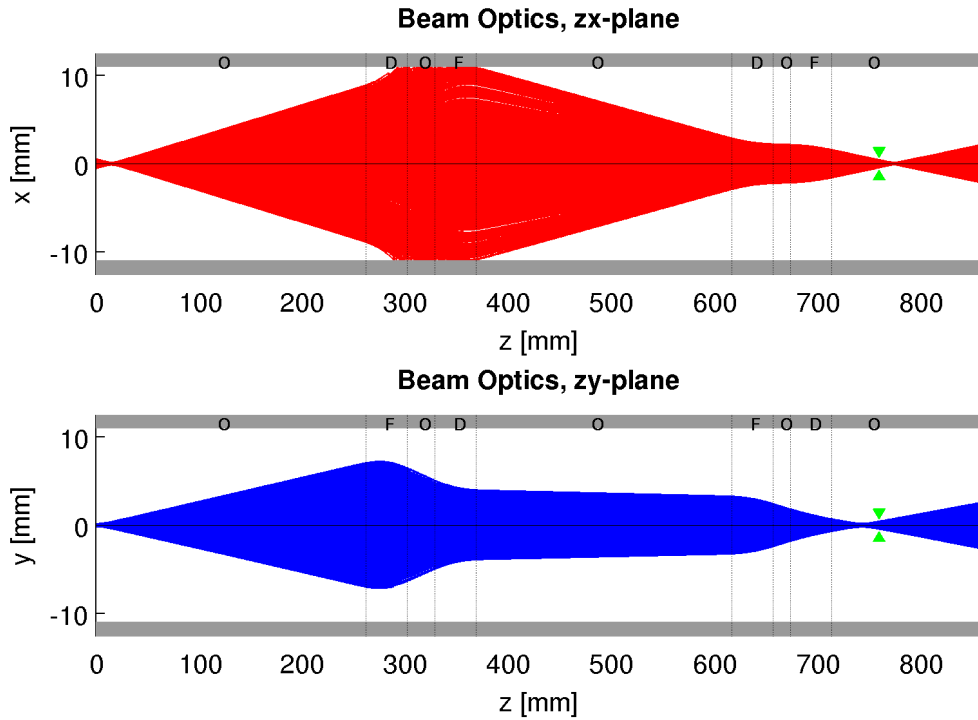 Beam Optics, zx-plane
O D O F O D O F O
10
0
-10
x [mm]
0 100 200 300 400 500 600 700 800
z [mm]
Beam Optics, zy-plane
O F O D O F O D O
10
0
-10
y [mm]
0 100 200 300 400 500 600 700 800
z [mm]